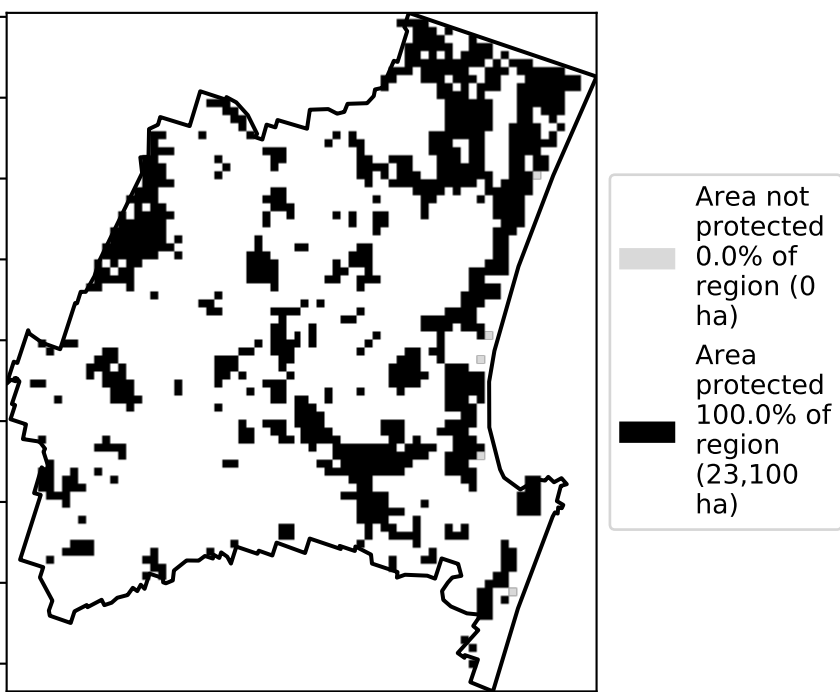 Area not
protected
0.0% of
region (0
ha)
Area
protected
100.0% of
region
(23,100
ha)